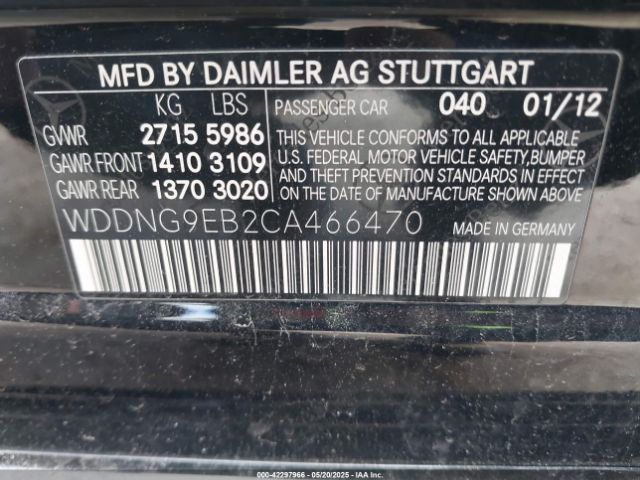 MFD BY DAIMLER AG STUTTGART
KG LBS PASSENGER CAR 040 01/12
GVWR 2715 5986
GAWR FRONT 1410 3109
GAWR REAR 1370 3020
THIS VEHICLE CONFORMS TO ALL APPLICABLE
U.S. FEDERAL MOTOR VEHICLE SAFETY, BUMPER
AND THEFT PREVENTION STANDARDS IN EFFECT
ON THE DATE OF MANUFACTURE SHOWN ABOVE.
WDDNG9EB2CA466470 MADE IN GERMANY
000-42297966 - 05/20/2025 - IAAI.COM